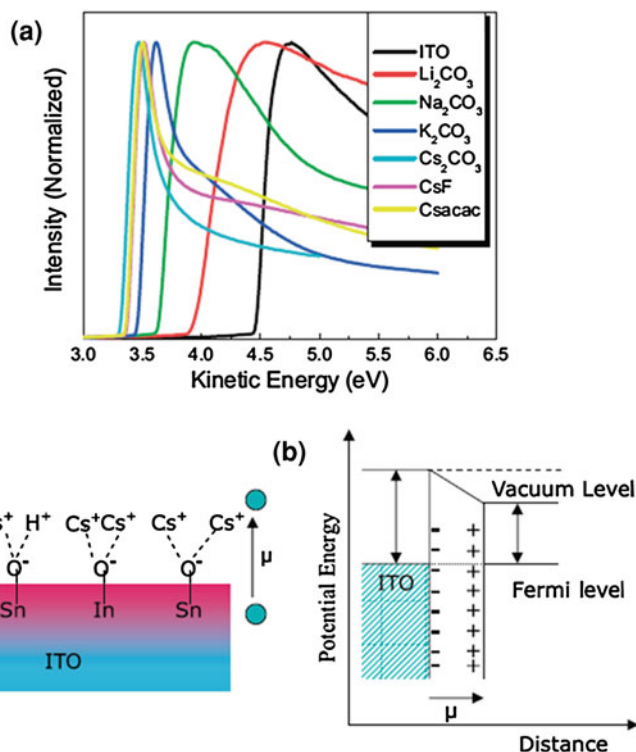 (a)
Intensity (Normalized)
ITO
Li₂CO₃
Na₂CO₃
K₂CO₃
Cs₂CO₃
CsF
Csacac
3.0 3.5 4.0 4.5 5.0 5.5 6.0 6.5
Kinetic Energy (eV)
s⁺ H⁺ Cs⁺ Cs⁺ Cs⁺ Cs⁺
O⁻ O⁻ O⁻
Sn In Sn
ITO
μ
(b)
Potential Energy
Vacuum Level
ITO
Fermi level
μ
Distance